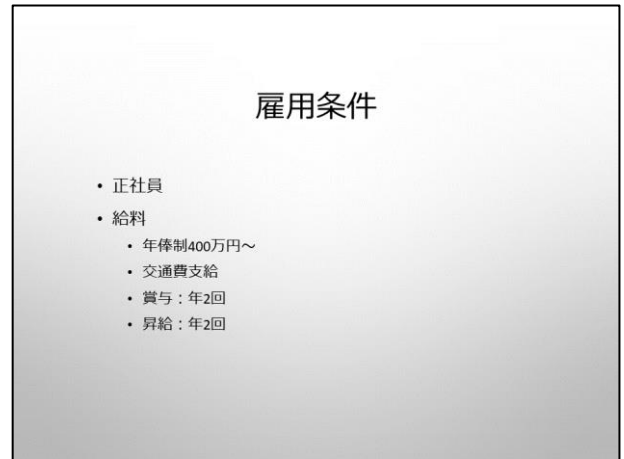 雇用条件
• 正社員
• 給料
• 年俸制400万円～
• 交通費支給
• 賞与：年2回
• 昇給：年2回